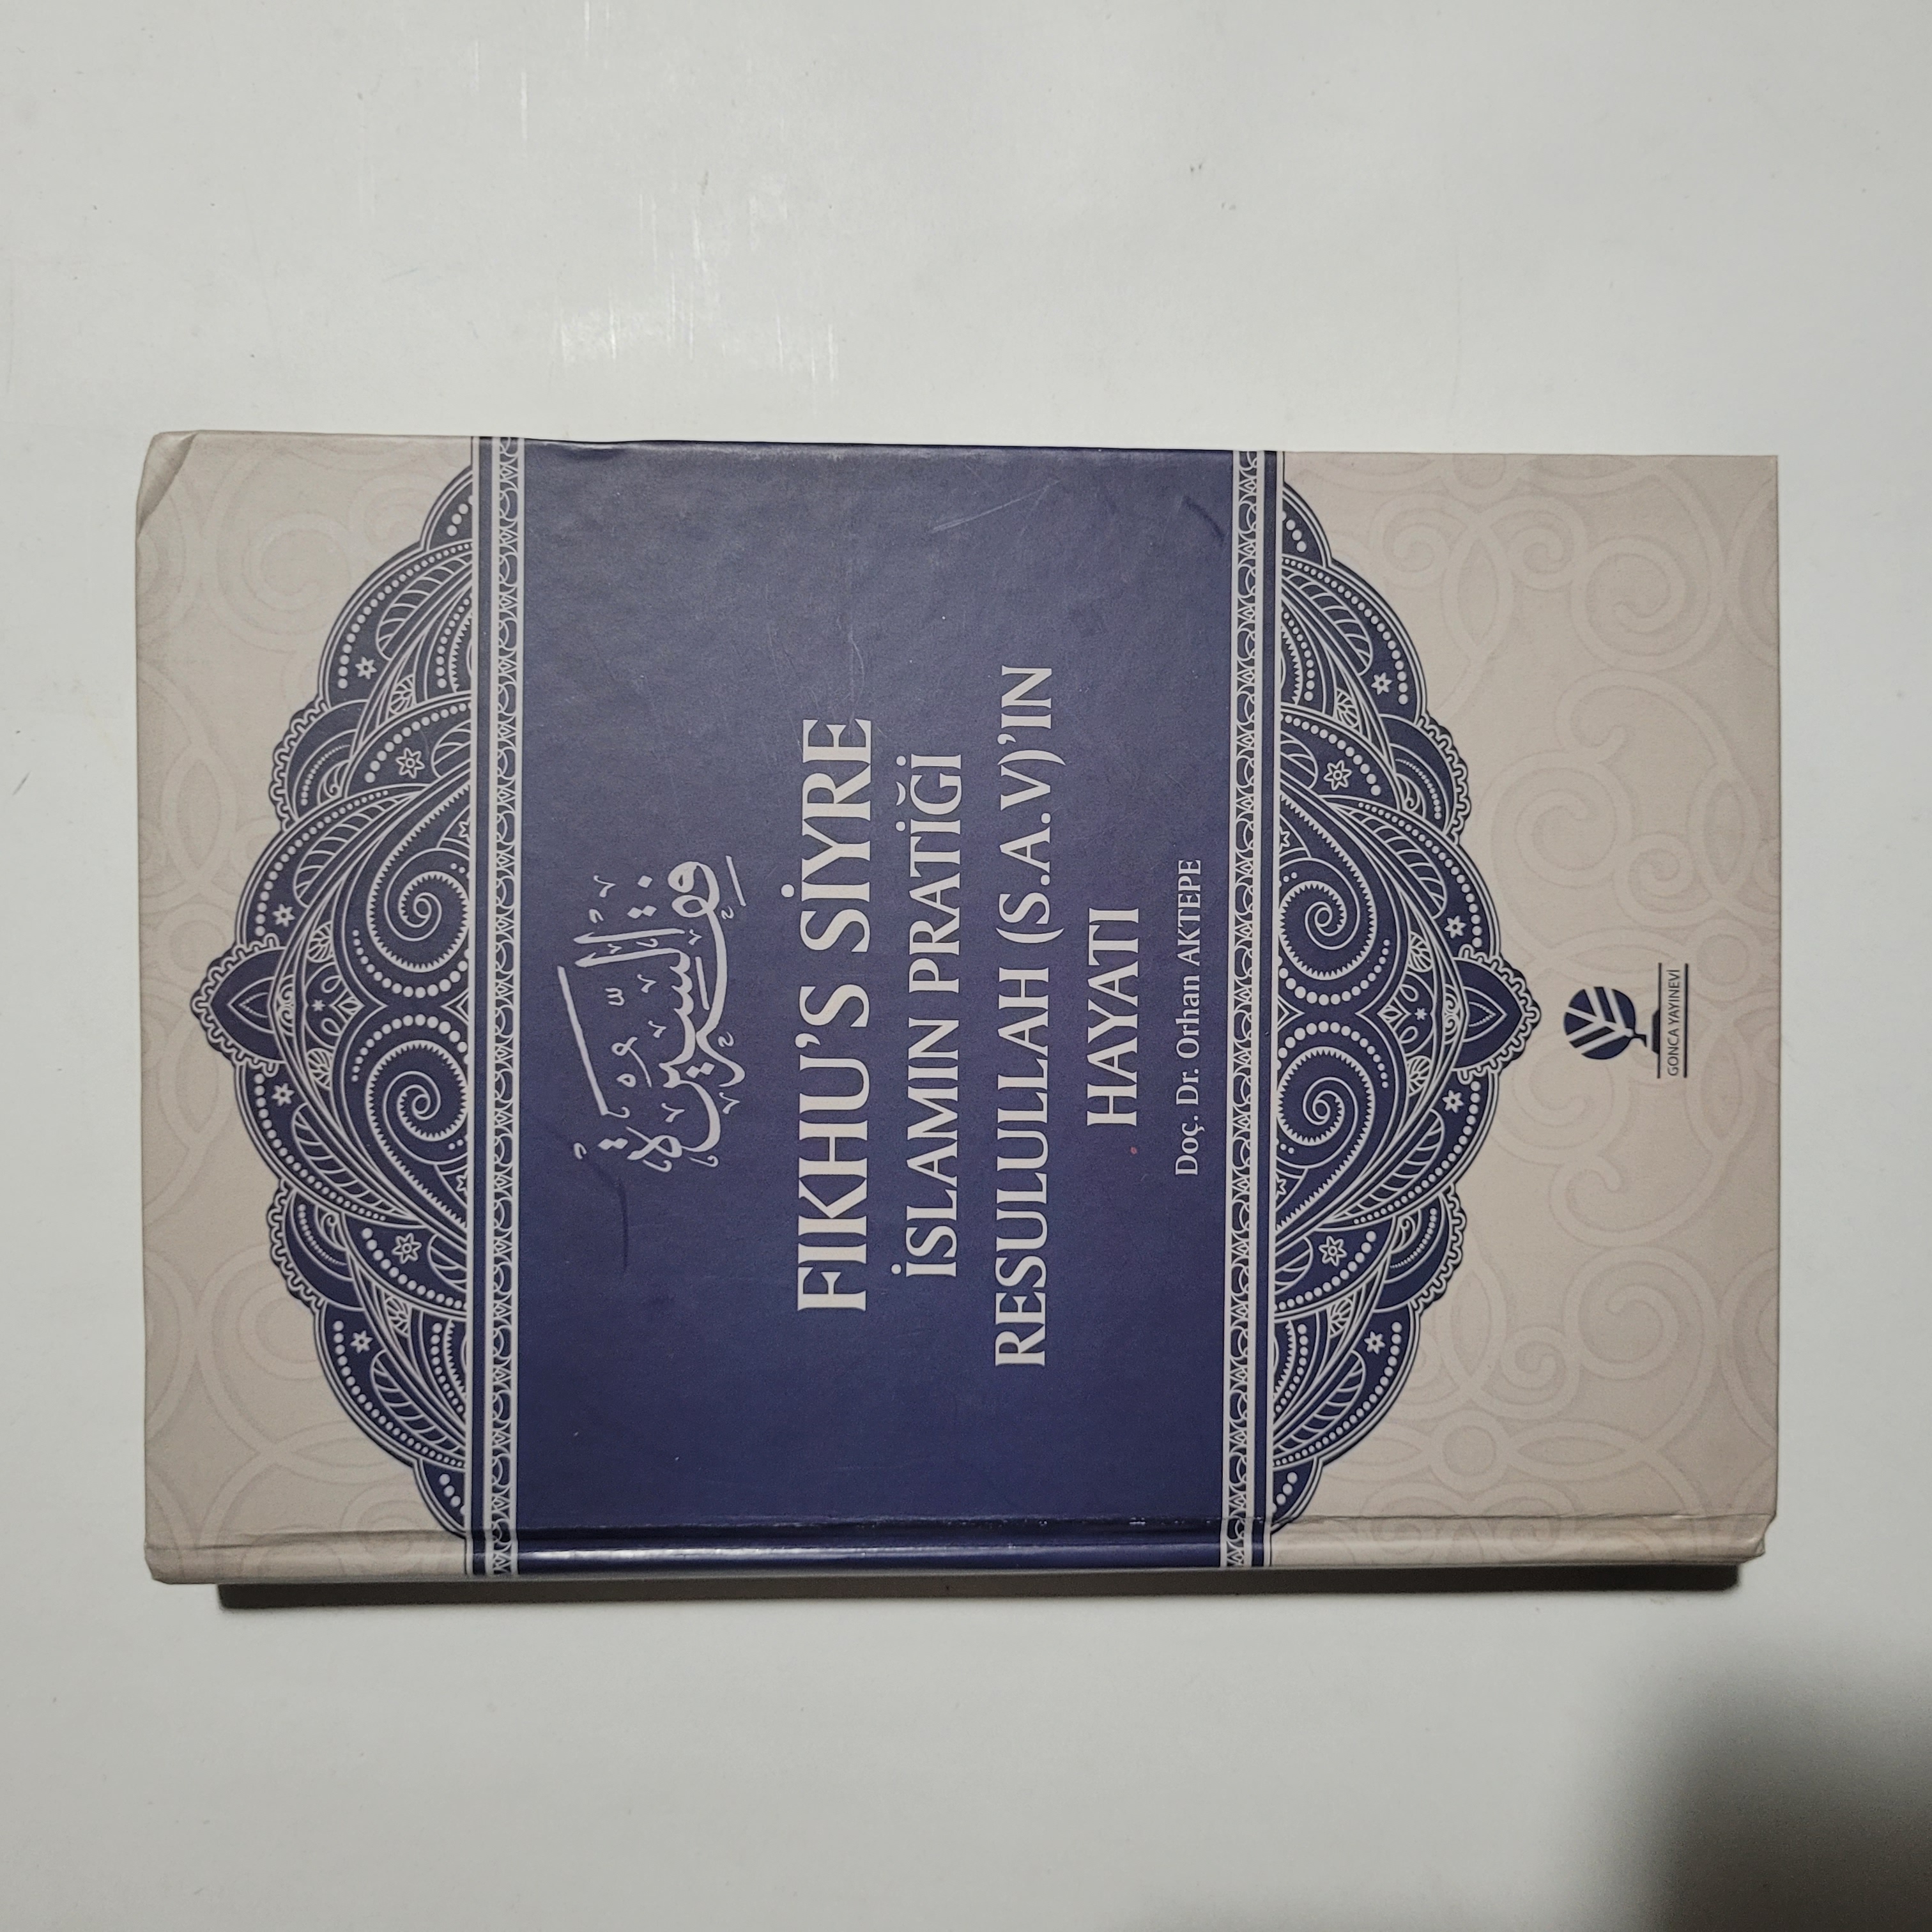 فقه السيرة
FIKHU'S SİYRE
İSLAMIN PRATİĞİ
RESULULLAH (S.A.V)'IN
HAYATI
Doç. Dr. Orhan AKTEPE
GONCA YAYINEVİ